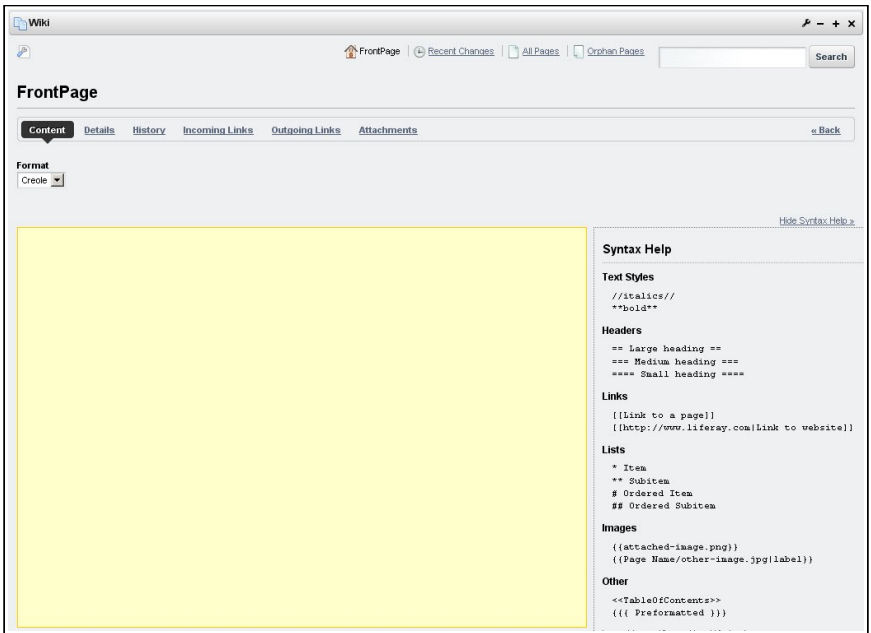 Wiki
FrontPage | Recent Changes | All Pages | Orphan Pages Search
FrontPage
Content Details History Incoming Links Outgoing Links Attachments « Back
Format
Creole
Hide Syntax Help »
Syntax Help
Text Styles
//italics//
**bold**
Headers
== Large heading ==
=== Medium heading ===
==== Small heading ====
Links
[[Link to a page]]
[[http://www.liferay.com|Link to website]]
Lists
* Item
** Subitem
# Ordered Item
## Ordered Subitem
Images
{{attached-image.png}}
{{Page Name/other-image.jpg|label}}
Other
<<TableOfContents>>
{{{ Preformatted }}}